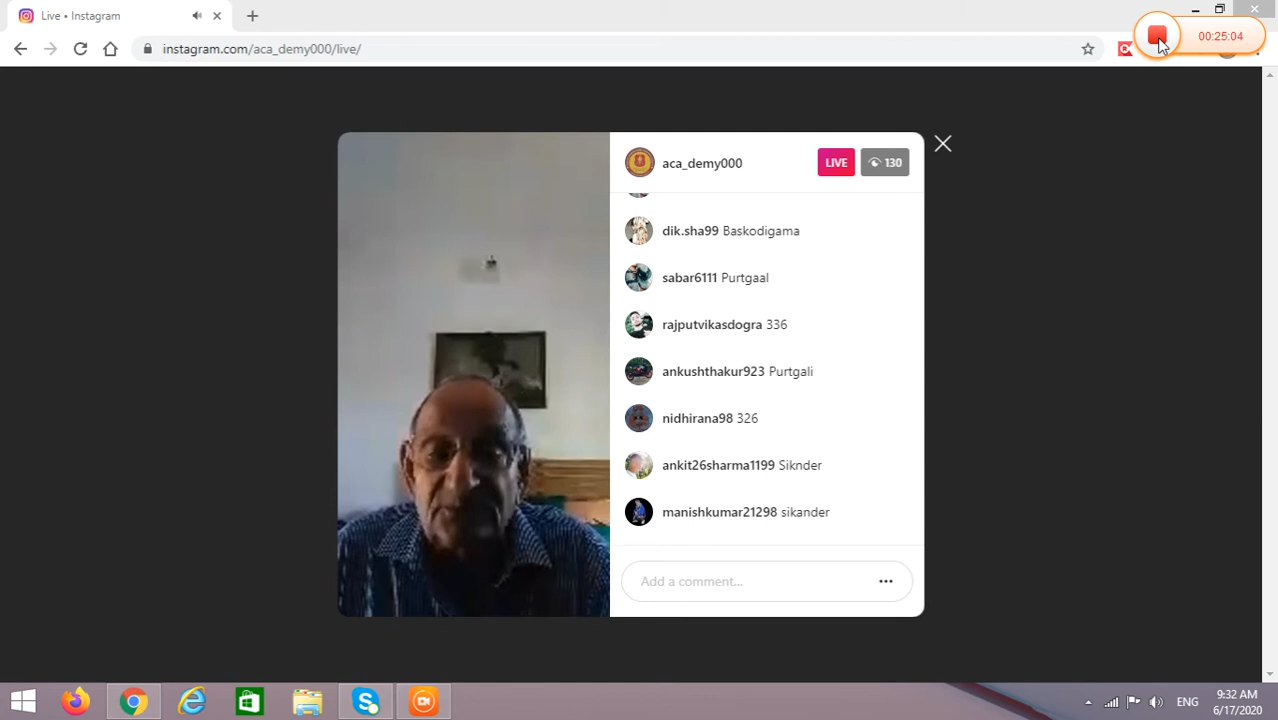 Live • Instagram
00:25:04
instagram.com/aca_demy000/live/
aca_demy000
LIVE
130
dik.sha99 Baskodigama
sabar6111 Purtgaal
rajputvikasdogra 336
ankushthakur923 Purtgali
nidhirana98 326
ankit26sharma1199 Siknder
manishkumar21298 sikander
Add a comment...
ENG
9:32 AM
6/17/2020